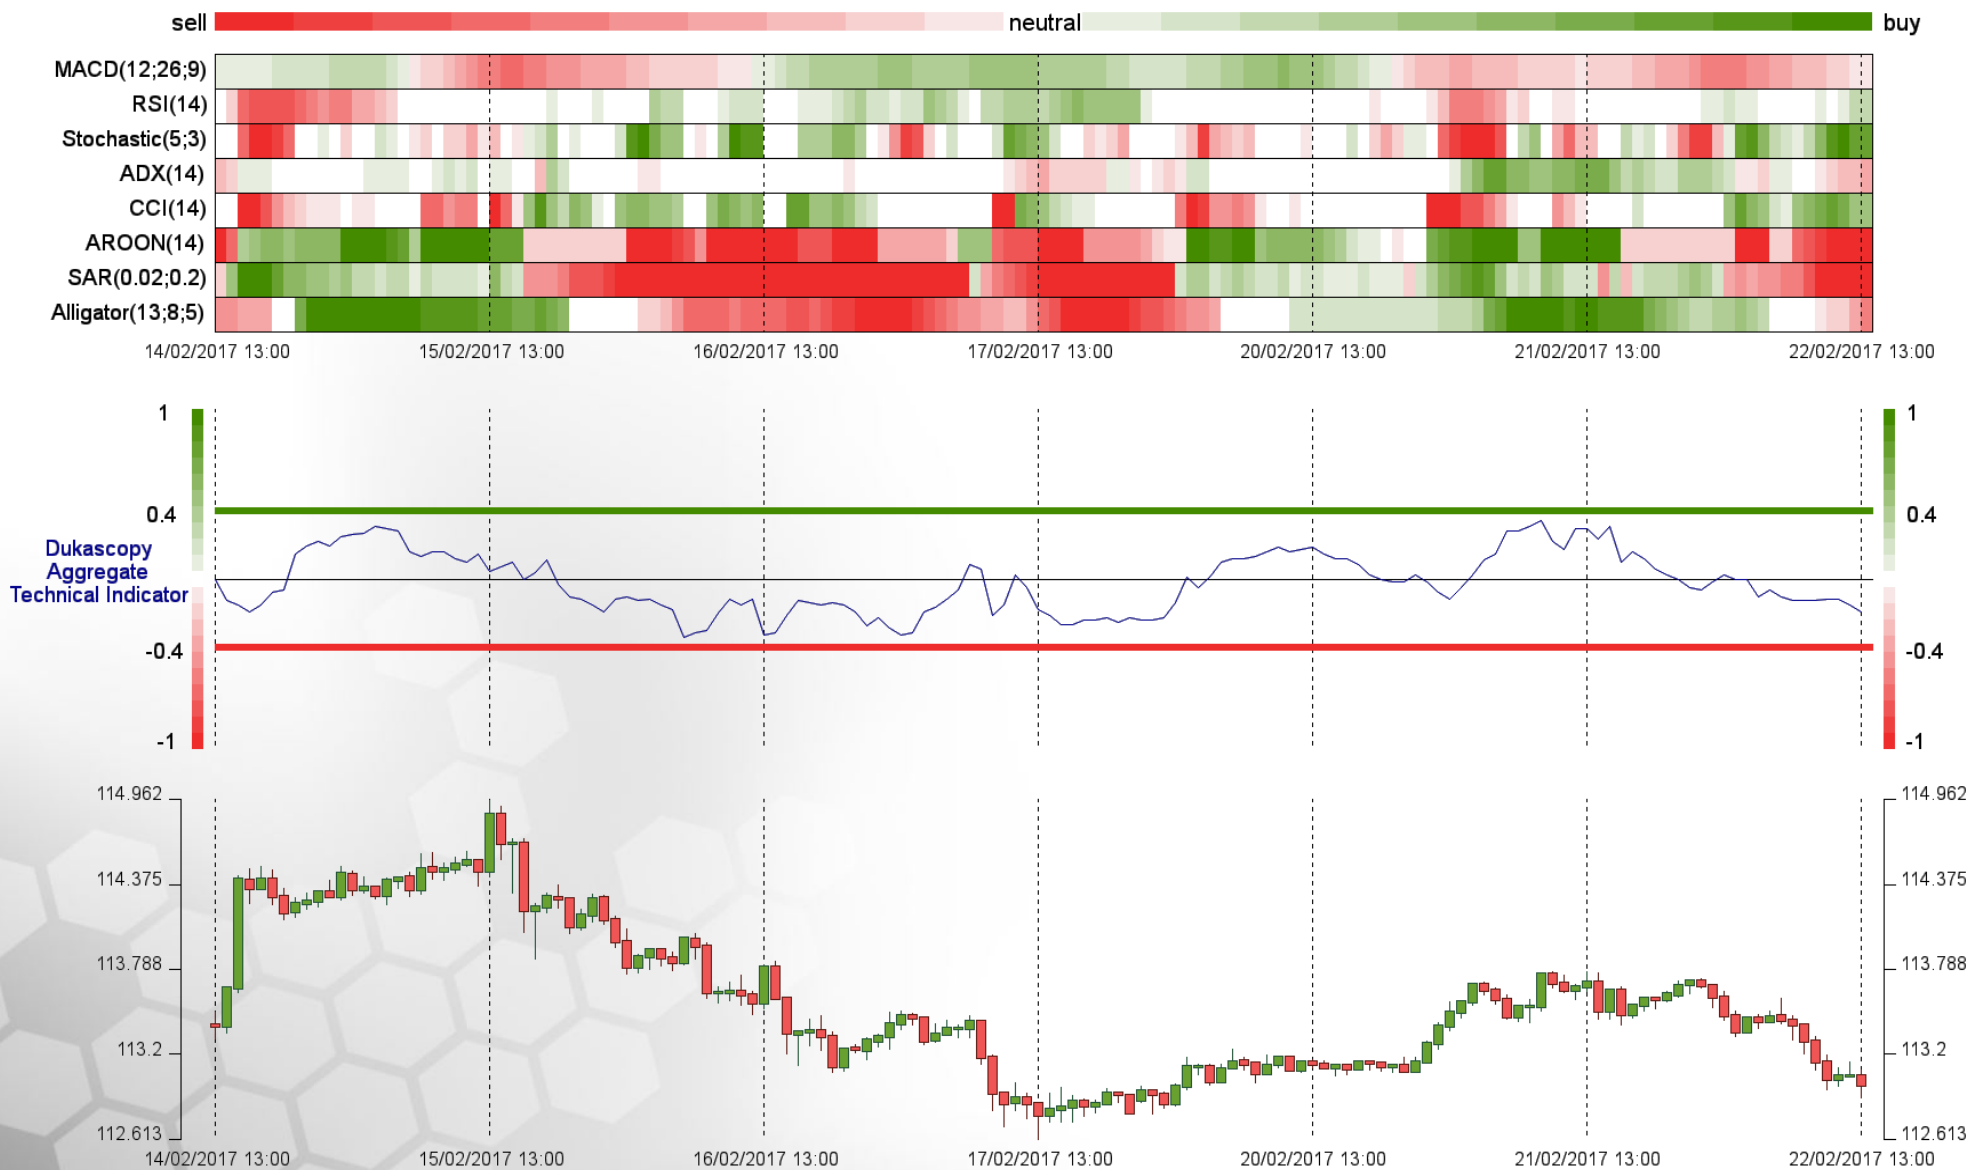 sell neutral buy
MACD(12;26;9)
RSI(14)
Stochastic(5;3)
ADX(14)
CCI(14)
AROON(14)
SAR(0.02;0.2)
Alligator(13;8;5)
14/02/2017 13:00 15/02/2017 13:00 16/02/2017 13:00 17/02/2017 13:00 20/02/2017 13:00 21/02/2017 13:00 22/02/2017 13:00
1 1
0.4 0.4
Dukascopy
Aggregate
Technical Indicator
-0.4 -0.4
-1 -1
114.962 114.962
114.375 114.375
113.788 113.788
113.2 113.2
112.613 112.613
14/02/2017 13:00 15/02/2017 13:00 16/02/2017 13:00 17/02/2017 13:00 20/02/2017 13:00 21/02/2017 13:00 22/02/2017 13:00